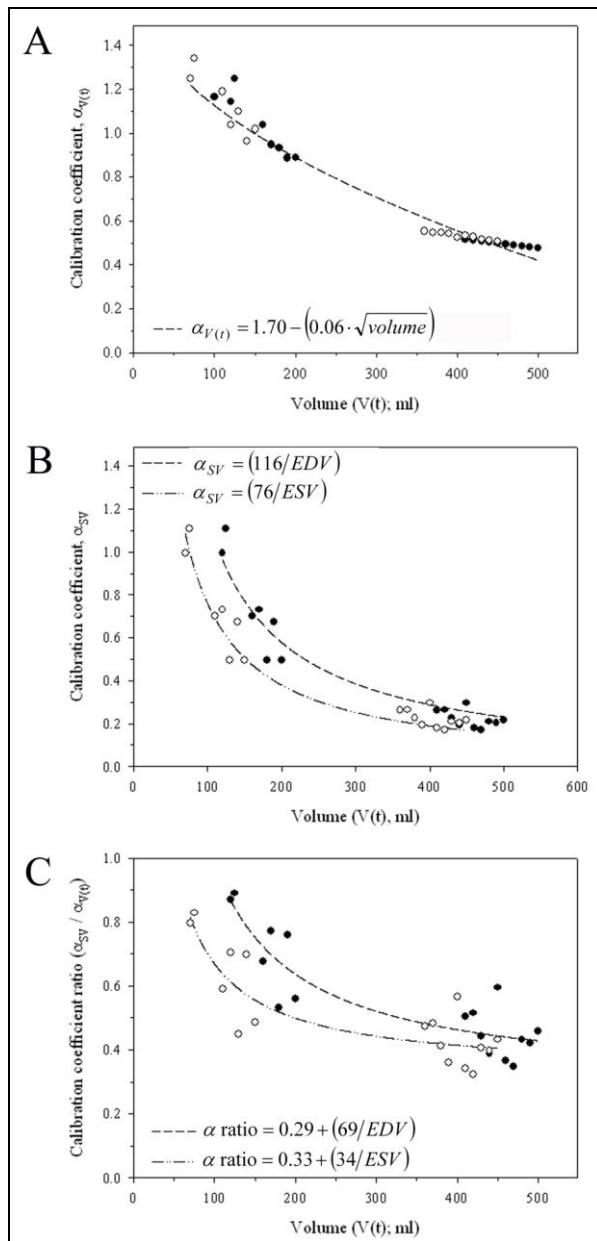 A
Calibration coefficient, αV(t)
1.4
1.2
1.0
0.8
0.6
0.4
0.2
0.0
αV(t) = 1.70 − (0.06 · √volume)
0 100 200 300 400 500
Volume (V(t); ml)
B
Calibration coefficient, αSV
1.4
1.2
1.0
0.8
0.6
0.4
0.2
0.0
αSV = (116/EDV)
αSV = (76/ESV)
0 100 200 300 400 500 600
Volume (V(t), ml)
C
Calibration coefficient ratio (αSV / αV(t))
1.0
0.8
0.6
0.4
0.2
0.0
α ratio = 0.29 + (69/EDV)
α ratio = 0.33 + (34/ESV)
0 100 200 300 400 500
Volume (V(t); ml)